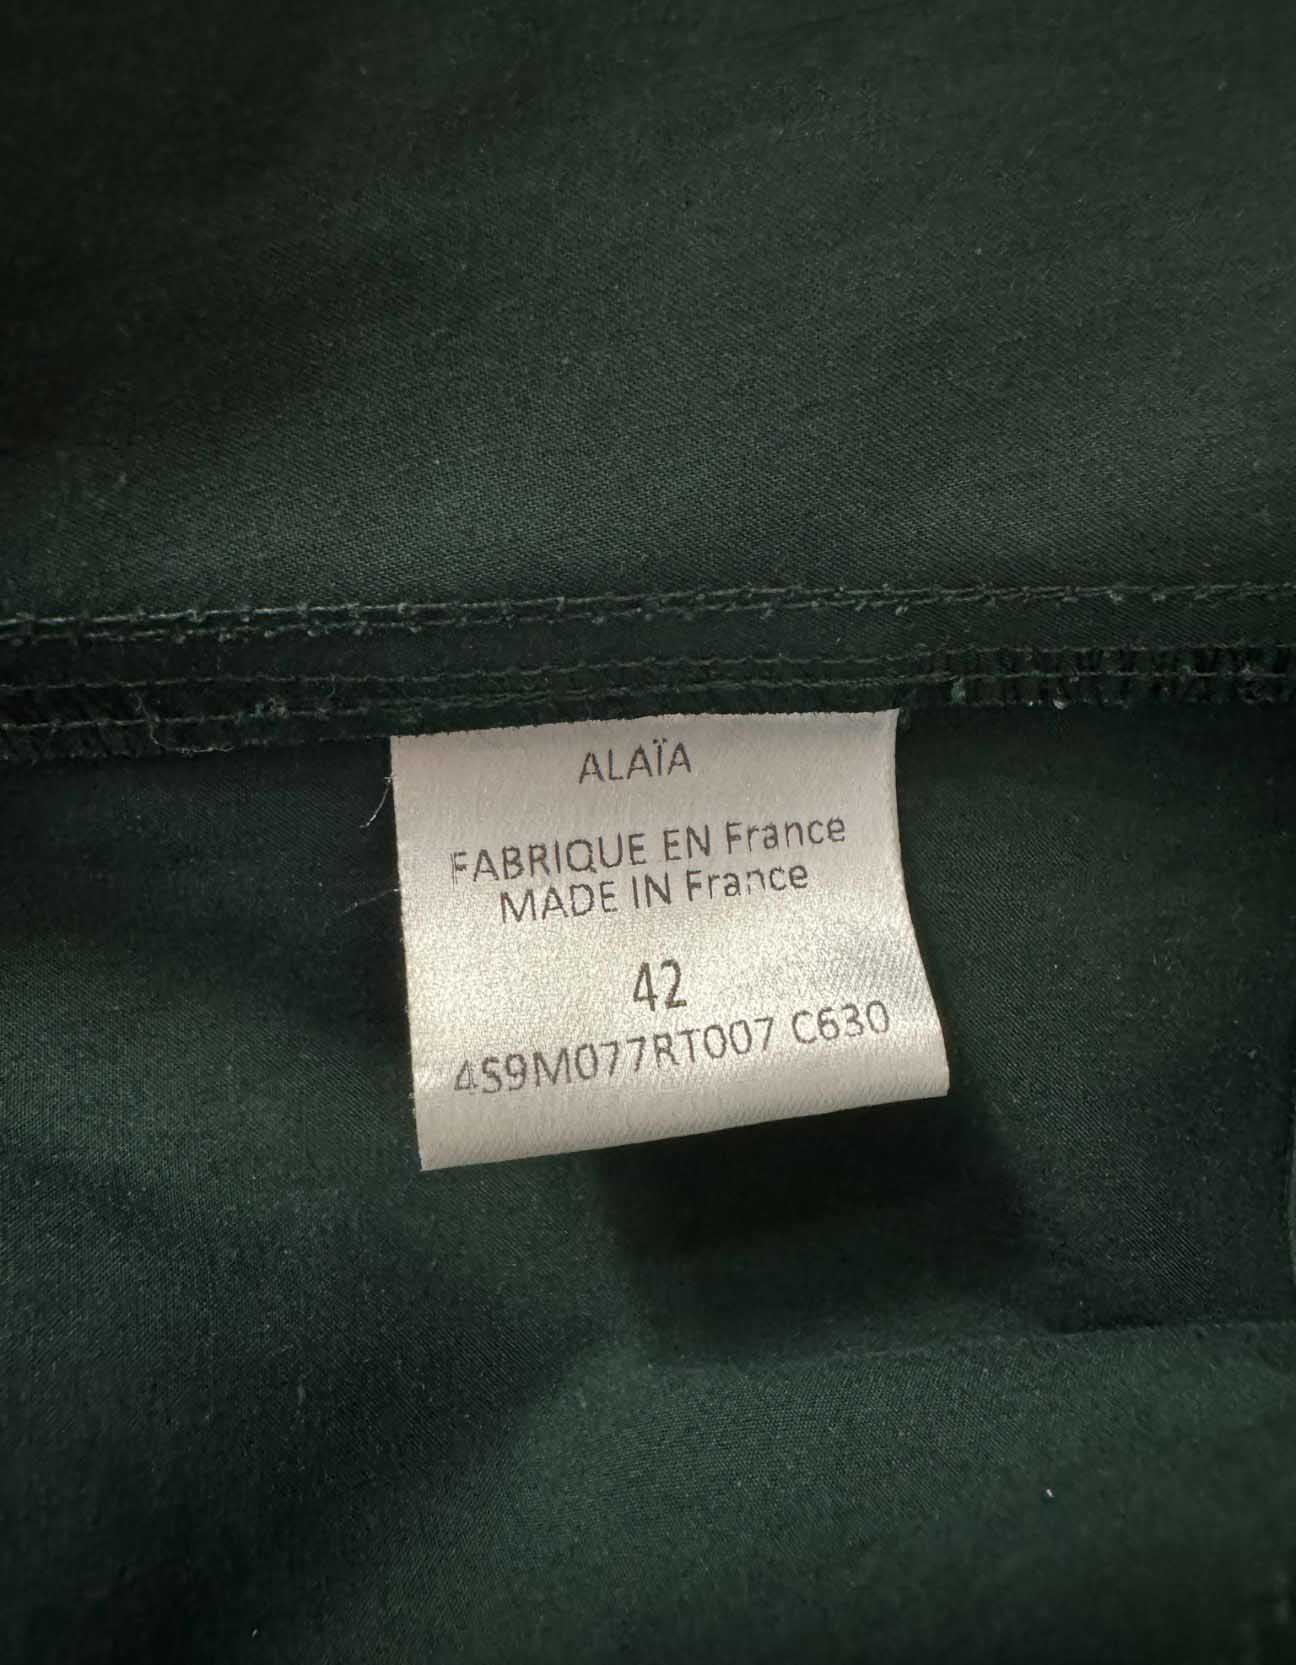 ALAÏA
FABRIQUE EN France
MADE IN France
42
4S9M077RT007 C630